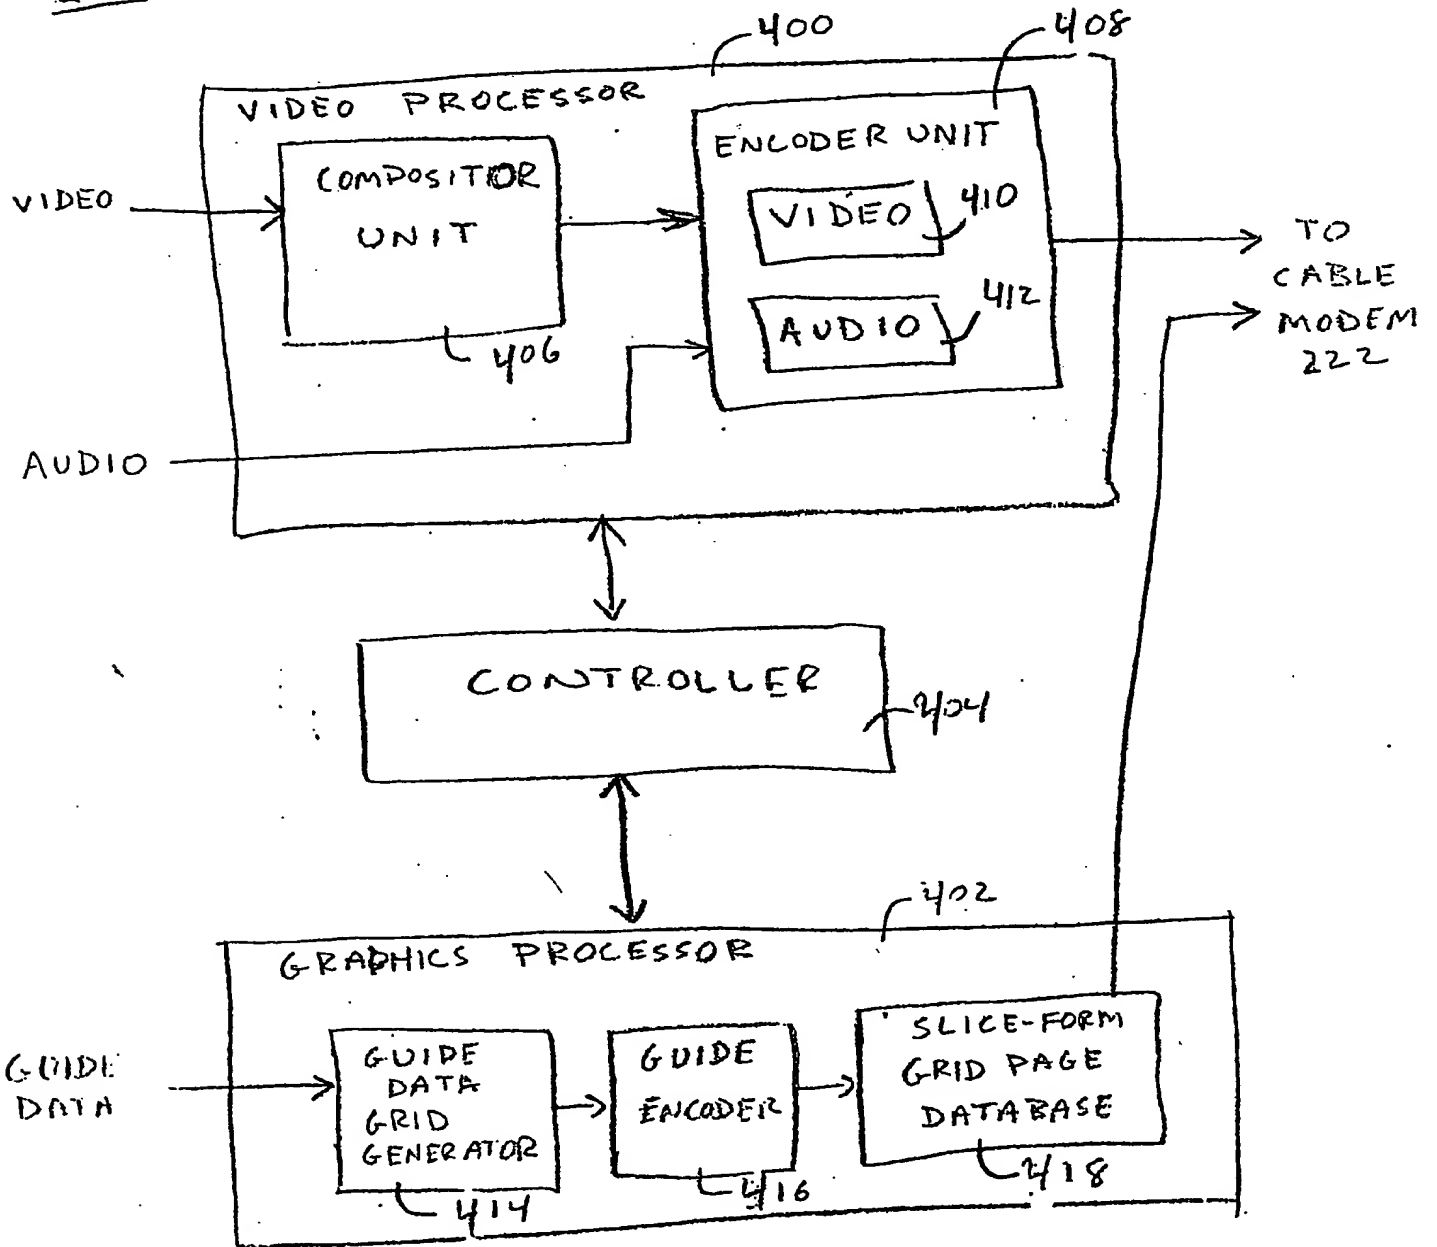 400
408
VIDEO PROCESSOR
ENCODER UNIT
COMPOSITOR
UNIT
VIDEO
VIDEO
410
TO
CABLE
MODEM
222
AUDIO
412
406
AUDIO
CONTROLLER
404
402
GRAPHICS PROCESSOR
GUIDE
DATA
GUIDE
DATA
GRID
GENERATOR
414
GUIDE
ENCODER
416
SLICE-FORM
GRID PAGE
DATABASE
418